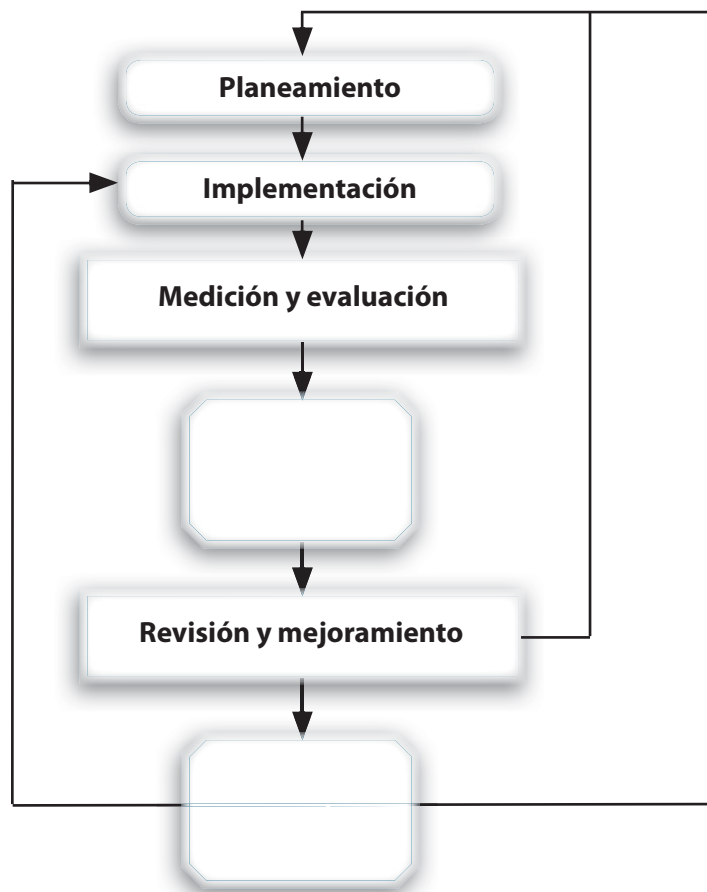 Planeamiento
Implementación
Medición y evaluación
Revisión y mejoramiento